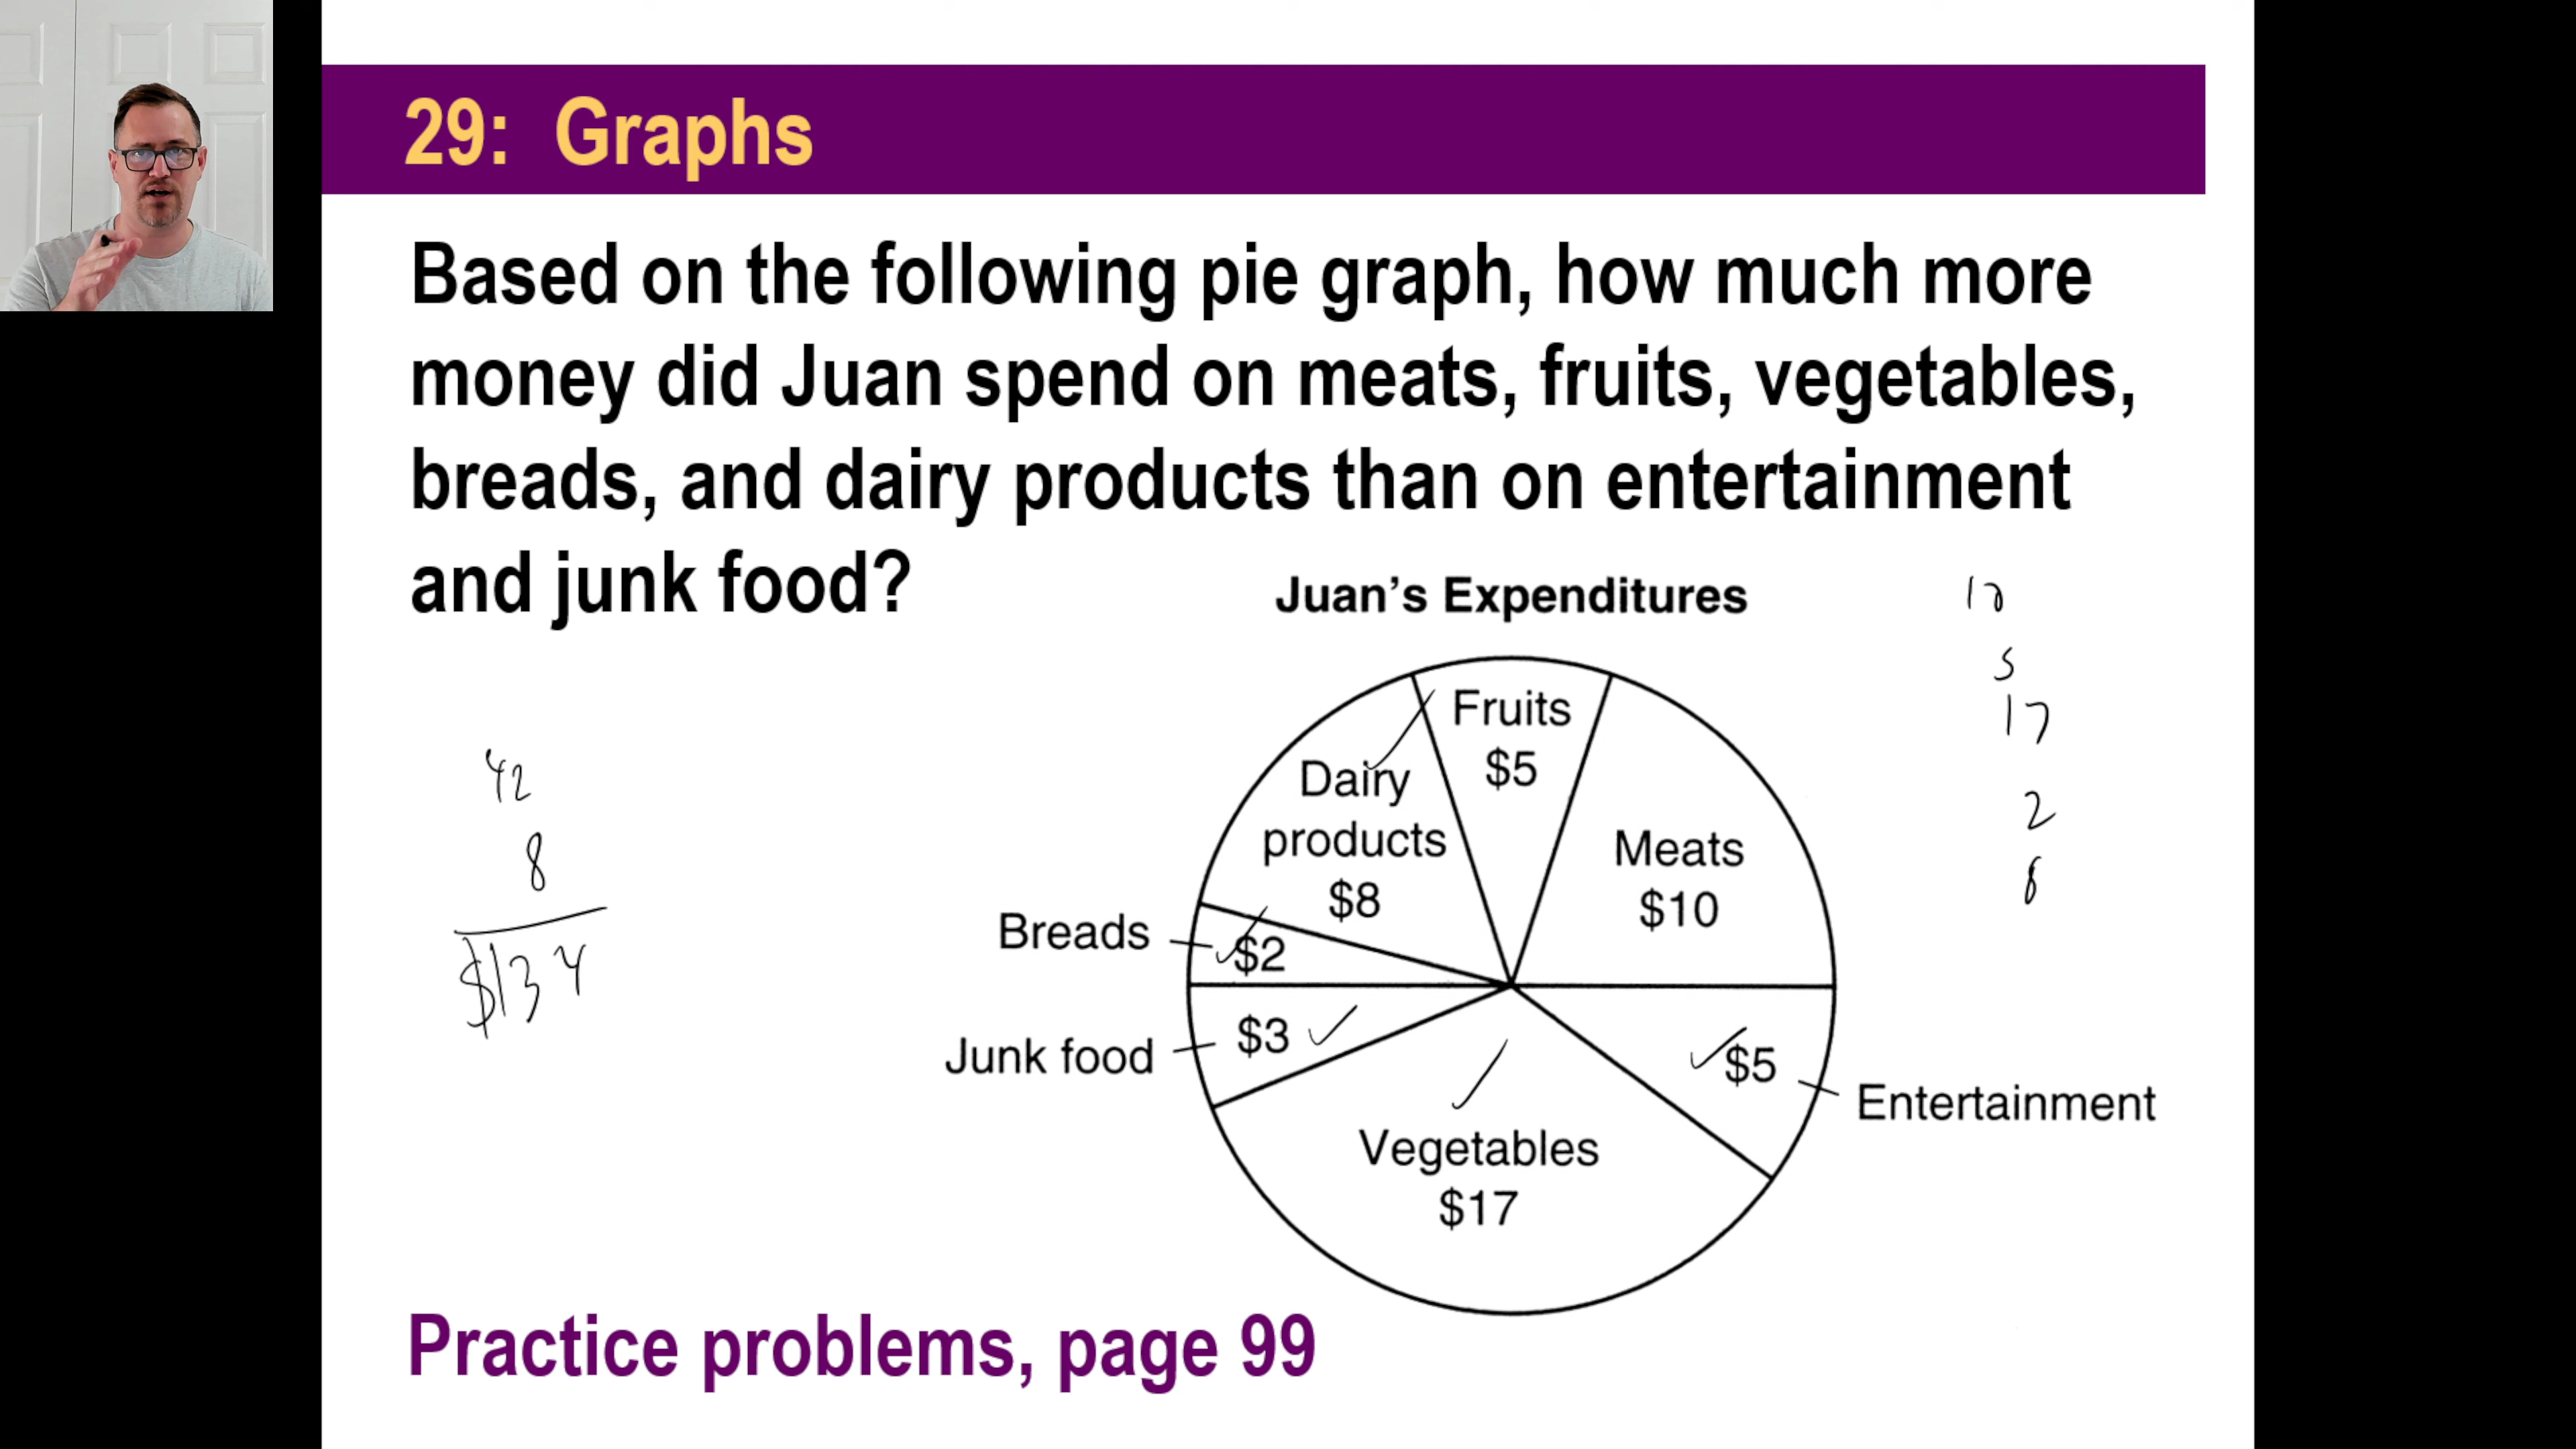 29: Graphs
Based on the following pie graph, how much more
money did Juan spend on meats, fruits, vegetables,
breads, and dairy products than on entertainment
and junk food?
Juan’s Expenditures
Fruits
$5
Dairy
products
$8
Meats
$10
Breads
$2
Junk food
$3
$5
Entertainment
Vegetables
$17
10
5
17
2
8
42
8
$134
Practice problems, page 99